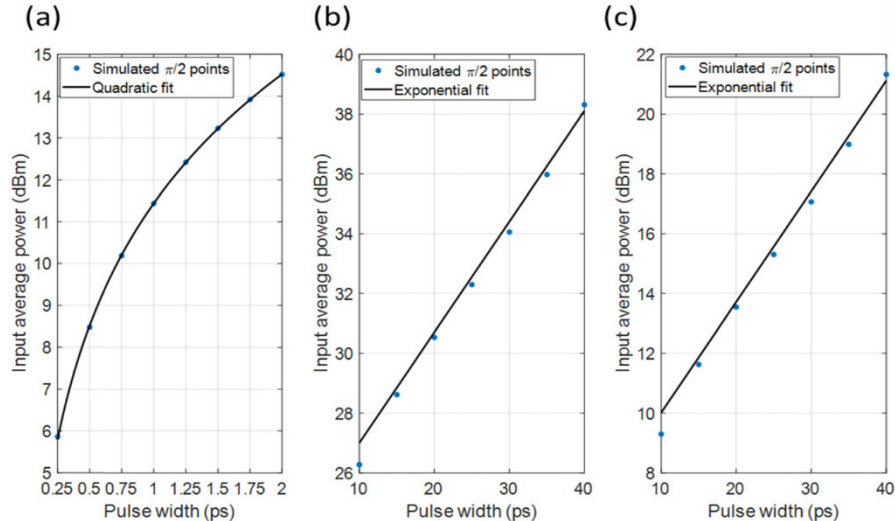 (a)
15
14
13
12
11
10
9
8
7
6
5
Input average power (dBm)
Simulated π/2 points
Quadratic fit
0.25 0.5 0.75 1 1.25 1.5 1.75 2
Pulse width (ps)
(b)
40
38
36
34
32
30
28
26
Input average power (dBm)
Simulated π/2 points
Exponential fit
10 20 30 40
Pulse width (ps)
(c)
22
20
18
16
14
12
10
8
Input average power (dBm)
Simulated π/2 points
Exponential fit
10 20 30 40
Pulse width (ps)